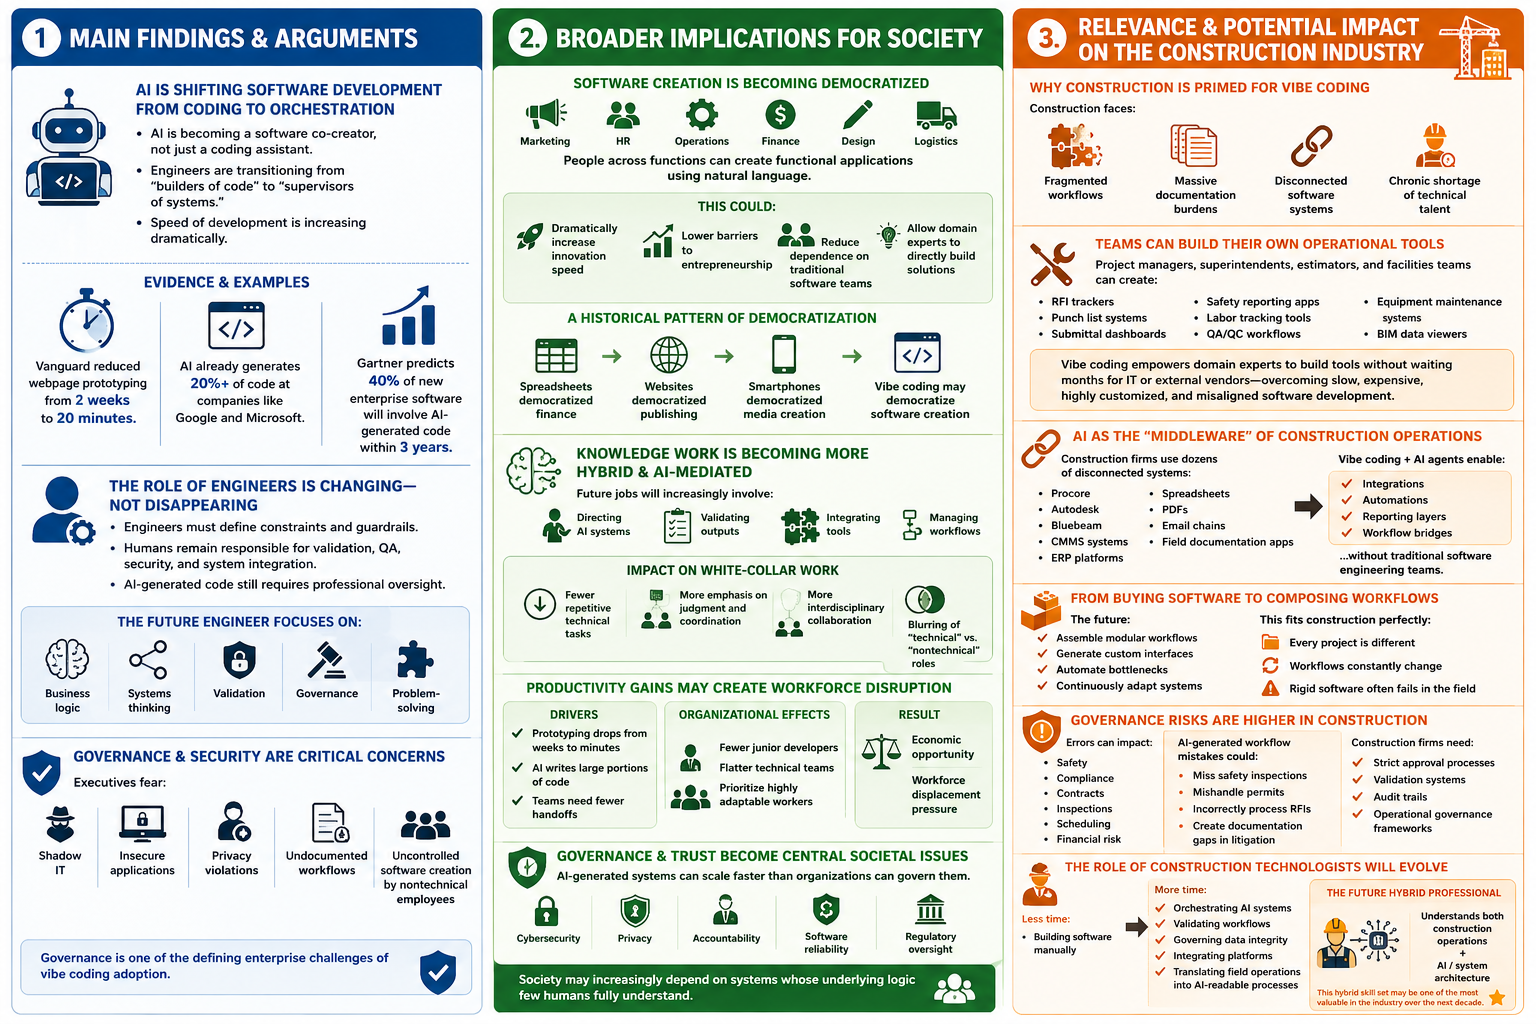 1 MAIN FINDINGS & ARGUMENTS
AI IS SHIFTING SOFTWARE DEVELOPMENT
FROM CODING TO ORCHESTRATION
• AI is becoming a software co-creator,
not just a coding assistant.
• Engineers are transitioning from
“builders of code” to “supervisors
of systems.”
• Speed of development is increasing
dramatically.
EVIDENCE & EXAMPLES
Vanguard reduced
webpage prototyping
from 2 weeks
to 20 minutes.
</>
AI already generates
20%+ of code at
companies like
Google and Microsoft.
Gartner predicts
40% of new
enterprise software
will involve AI-
generated code
within 3 years.
THE ROLE OF ENGINEERS IS CHANGING—
NOT DISAPPEARING
• Engineers must define constraints and guardrails.
• Humans remain responsible for validation, QA,
security, and system integration.
• AI-generated code still requires professional oversight.
THE FUTURE ENGINEER FOCUSES ON:
Business
logic
Systems
thinking
Validation
Governance
Problem-
solving
GOVERNANCE & SECURITY ARE CRITICAL CONCERNS
Executives fear:
Shadow
IT
Insecure
applications
Privacy
violations
Undocumented
workflows
Uncontrolled
software creation
by nontechnical
employees
Governance is one of the defining enterprise challenges of
vibe coding adoption.
2. BROADER IMPLICATIONS FOR SOCIETY
SOFTWARE CREATION IS BECOMING DEMOCRATIZED
Marketing
HR
Operations
$
Finance
Design
Logistics
People across functions can create functional applications
using natural language.
THIS COULD:
Dramatically
increase
innovation
speed
Lower barriers
to
entrepreneurship
Reduce
dependence on
traditional
software teams
Allow domain
experts to
directly build
solutions
A HISTORICAL PATTERN OF DEMOCRATIZATION
Spreadsheets
democratized
finance
Websites
democratized
publishing
Smartphones
democratized
media creation
</>
Vibe coding may
democratize
software creation
KNOWLEDGE WORK IS BECOMING MORE
HYBRID & AI-MEDIATED
Future jobs will increasingly involve:
Directing
AI systems
Validating
outputs
Integrating
tools
Managing
workflows
IMPACT ON WHITE-COLLAR WORK
Fewer
repetitive
technical
tasks
More emphasis on
judgment and
coordination
More
interdisciplinary
collaboration
Blurring of
“technical” vs.
“nontechnical”
roles
PRODUCTIVITY GAINS MAY CREATE WORKFORCE DISRUPTION
DRIVERS
✓ Prototyping drops from
weeks to minutes
✓ AI writes large portions
of code
✓ Teams need fewer
handoffs
ORGANIZATIONAL EFFECTS
Fewer junior developers
Flatter technical teams
Prioritize highly
adaptable workers
RESULT
Economic
opportunity
Workforce
displacement
pressure
GOVERNANCE & TRUST BECOME CENTRAL SOCIETAL ISSUES
AI-generated systems can scale faster than organizations can govern them.
Cybersecurity
Privacy
Accountability
Software
reliability
Regulatory
oversight
Society may increasingly depend on systems whose underlying logic
few humans fully understand.
3. RELEVANCE & POTENTIAL IMPACT
ON THE CONSTRUCTION INDUSTRY
WHY CONSTRUCTION IS PRIMED FOR VIBE CODING
Construction faces:
Fragmented
workflows
Massive
documentation
burdens
Disconnected
software
systems
Chronic shortage
of technical
talent
TEAMS CAN BUILD THEIR OWN OPERATIONAL TOOLS
Project managers, superintendents, estimators, and facilities teams
can create:
• RFI trackers
• Punch list systems
• Submittal dashboards
• Safety reporting apps
• Labor tracking tools
• QA/QC workflows
• Equipment maintenance
systems
• BIM data viewers
Vibe coding empowers domain experts to build tools without waiting
months for IT or external vendors—overcoming slow, expensive,
highly customized, and misaligned software development.
AI AS THE “MIDDLEWARE” OF CONSTRUCTION OPERATIONS
Construction firms use dozens
of disconnected systems:
• Procore
• Autodesk
• Bluebeam
• CMMS systems
• ERP platforms
• Spreadsheets
• PDFs
• Email chains
• Field documentation apps
Vibe coding + AI agents enable:
✓ Integrations
✓ Automations
✓ Reporting layers
✓ Workflow bridges
...without traditional software
engineering teams.
FROM BUYING SOFTWARE TO COMPOSING WORKFLOWS
The future:
✓ Assemble modular workflows
✓ Generate custom interfaces
✓ Automate bottlenecks
✓ Continuously adapt systems
This fits construction perfectly:
Every project is different
Workflows constantly change
Rigid software often fails in the field
GOVERNANCE RISKS ARE HIGHER IN CONSTRUCTION
Errors can impact:
• Safety
• Compliance
• Contracts
• Inspections
• Scheduling
• Financial risk
AI-generated workflow
mistakes could:
• Miss safety inspections
• Mishandle permits
• Incorrectly process RFIs
• Create documentation
gaps in litigation
Construction firms need:
✓ Strict approval processes
✓ Validation systems
✓ Audit trails
✓ Operational governance
frameworks
THE ROLE OF CONSTRUCTION TECHNOLOGISTS WILL EVOLVE
Less time:
• Building software
manually
More time:
✓ Orchestrating AI systems
✓ Validating workflows
✓ Governing data integrity
✓ Integrating platforms
✓ Translating field operations
into AI-readable processes
THE FUTURE HYBRID PROFESSIONAL
Understands both
construction
operations
+
AI / system
architecture
This hybrid skill set may be one of the most
valuable in the industry over the next decade.